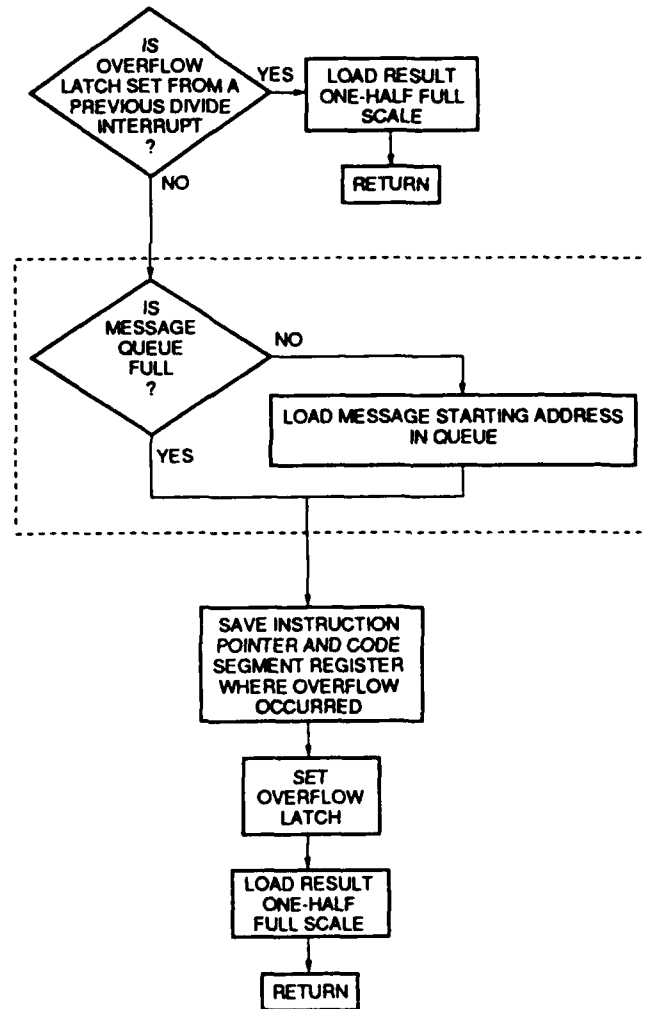 IS
OVERFLOW
LATCH SET FROM A
PREVIOUS DIVIDE
INTERRUPT
?
YES
LOAD RESULT
ONE-HALF FULL
SCALE
RETURN
NO
IS
MESSAGE
QUEUE
FULL
?
NO
LOAD MESSAGE STARTING ADDRESS
IN QUEUE
YES
SAVE INSTRUCTION
POINTER AND CODE
SEGMENT REGISTER
WHERE OVERFLOW
OCCURRED
SET
OVERFLOW
LATCH
LOAD RESULT
ONE-HALF
FULL SCALE
RETURN